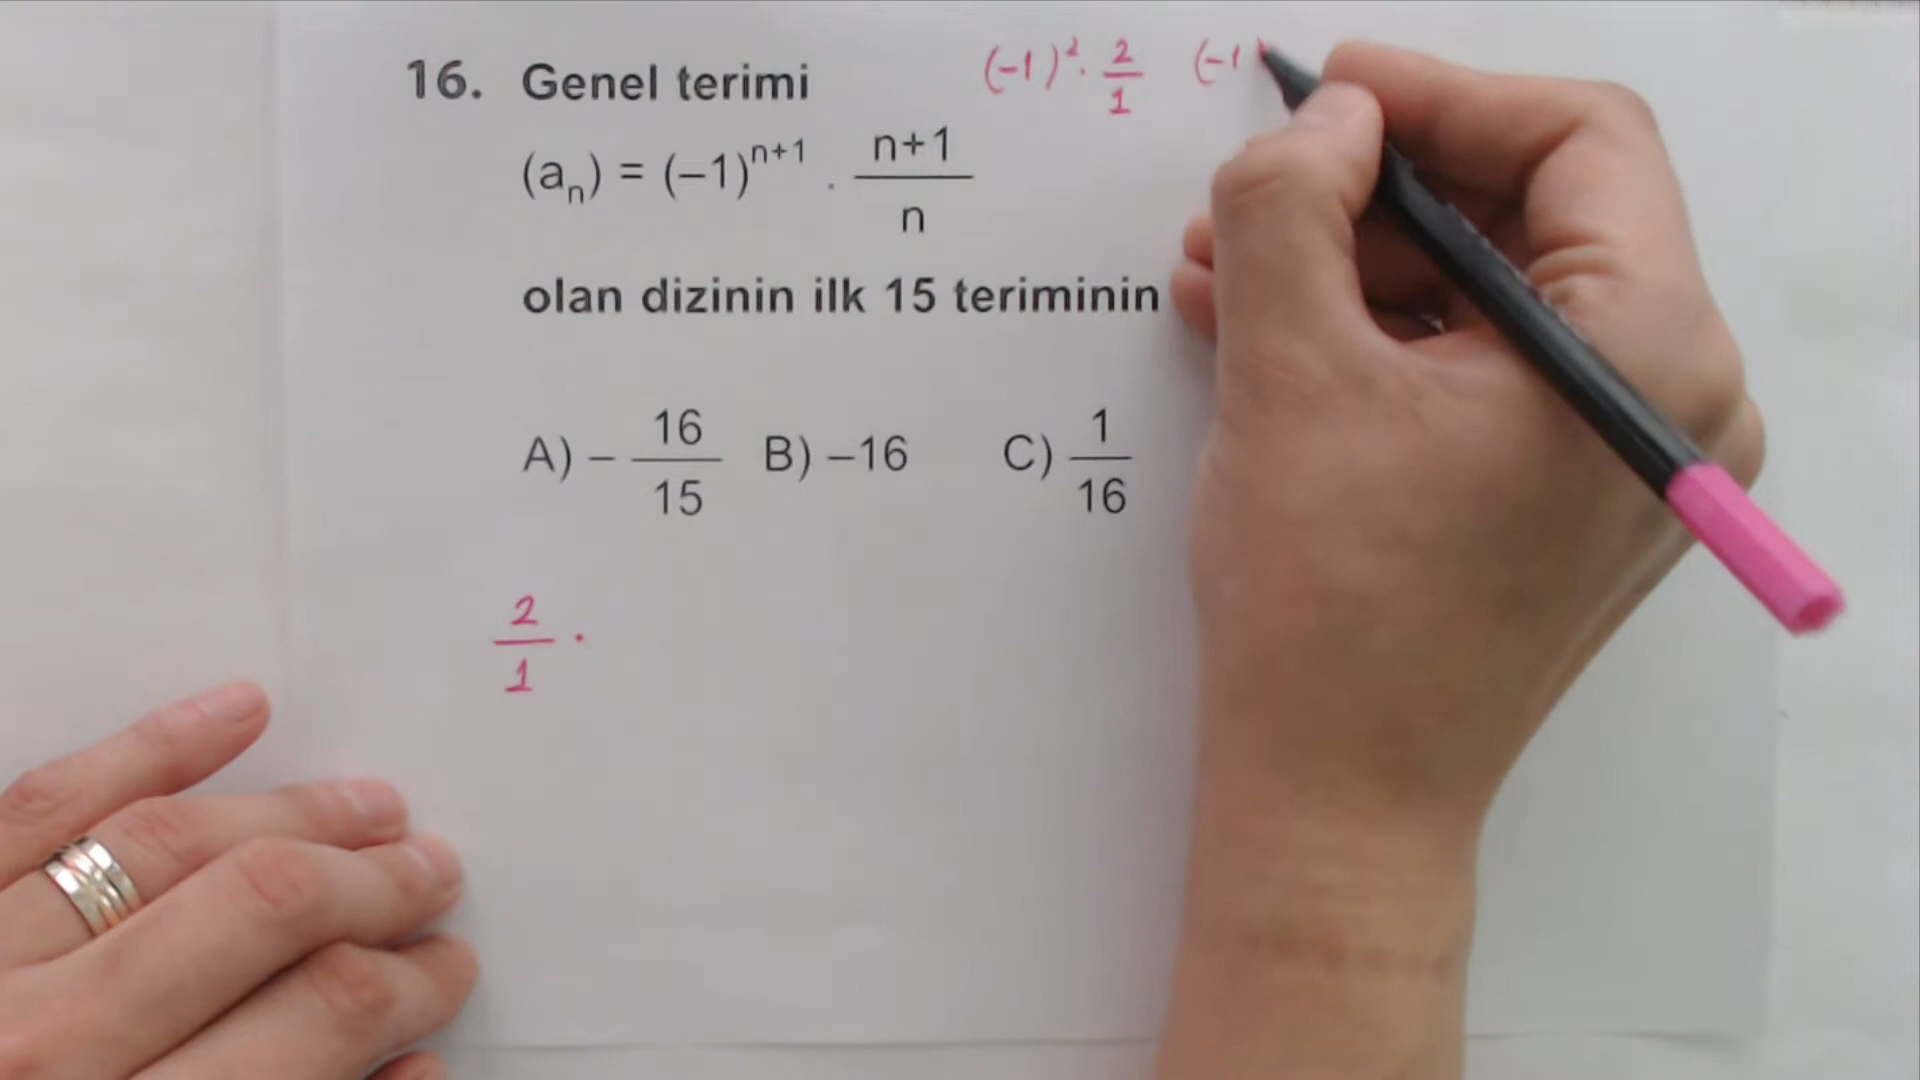 16. Genel terimi
(-1)² · 2/1 (-1)
(aₙ) = (–1)ⁿ⁺¹ . n+1/n
olan dizinin ilk 15 teriminin
A) – 16/15 B) –16 C) 1/16
2/1 ·